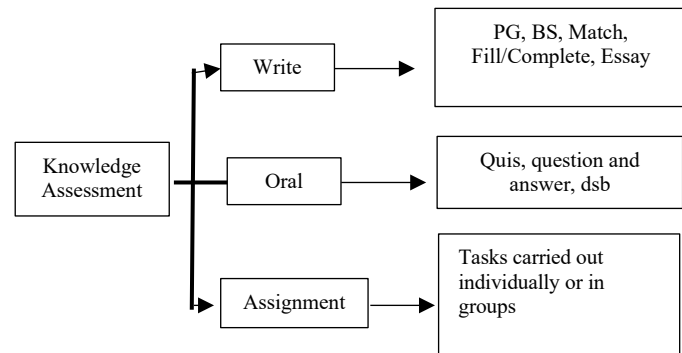 PG, BS, Match,
Fill/Complete, Essay
Write
Knowledge
Assessment
Oral
Quis, question and
answer, dsb
Assignment
Tasks carried out
individually or in
groups